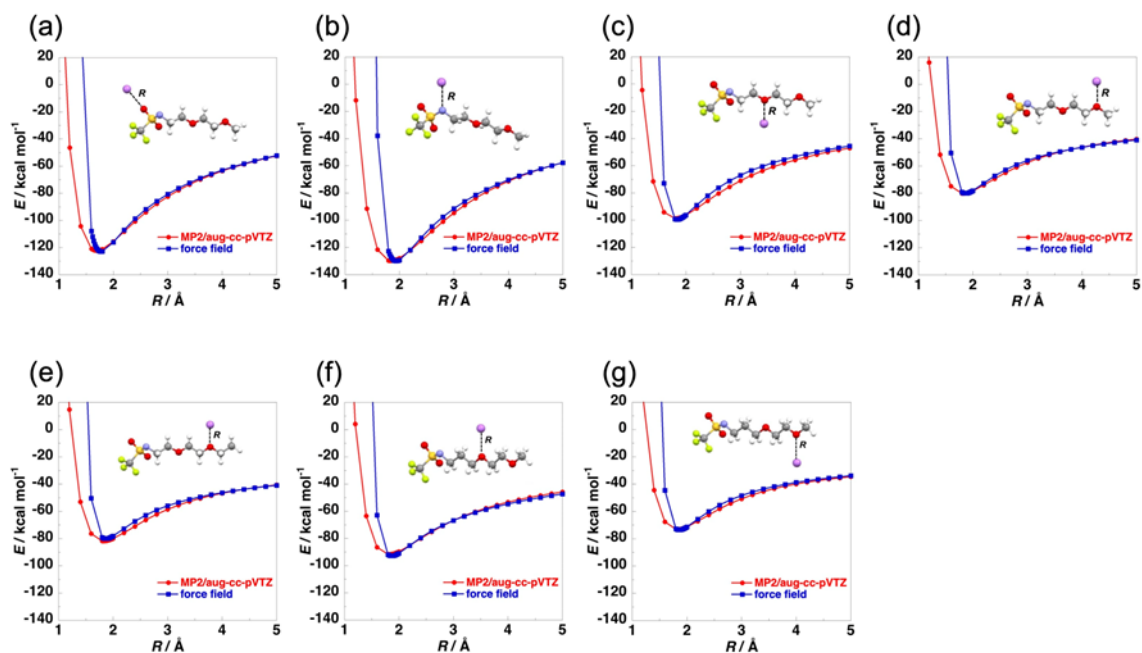 (a)
20
0
-20
-40
-60
-80
-100
-120
-140
E / kcal mol-1
R
MP2/aug-cc-pVTZ
force field
1 2 3 4 5
R / Å
(b)
20
0
-20
-40
-60
-80
-100
-120
-140
E / kcal mol-1
R
MP2/aug-cc-pVTZ
force field
1 2 3 4 5
R / Å
(c)
20
0
-20
-40
-60
-80
-100
-120
-140
E / kcal mol-1
R
MP2/aug-cc-pVTZ
force field
1 2 3 4 5
R / Å
(d)
20
0
-20
-40
-60
-80
-100
-120
-140
E / kcal mol-1
R
MP2/aug-cc-pVTZ
force field
1 2 3 4 5
R / Å
(e)
20
0
-20
-40
-60
-80
-100
-120
-140
E / kcal mol-1
R
MP2/aug-cc-pVTZ
force field
1 2 3 4 5
R / Å
(f)
20
0
-20
-40
-60
-80
-100
-120
-140
E / kcal mol-1
R
MP2/aug-cc-pVTZ
force field
1 2 3 4 5
R / Å
(g)
20
0
-20
-40
-60
-80
-100
-120
-140
E / kcal mol-1
R
MP2/aug-cc-pVTZ
force field
1 2 3 4 5
R / Å